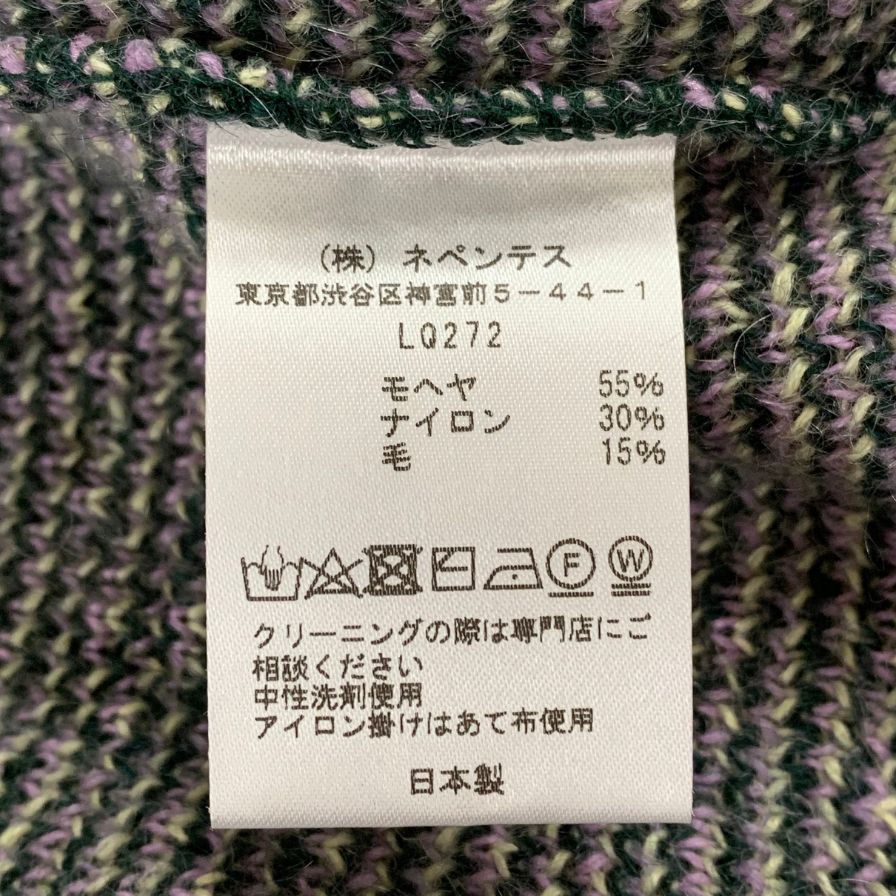 (株) ネペンテス
東京都渋谷区神宮前5-44-1
LQ272
モヘヤ 55%
ナイロン 30%
毛 15%
F W
クリーニングの際は専門店にご
相談ください
中性洗剤使用
アイロン掛けはあて布使用
日本製